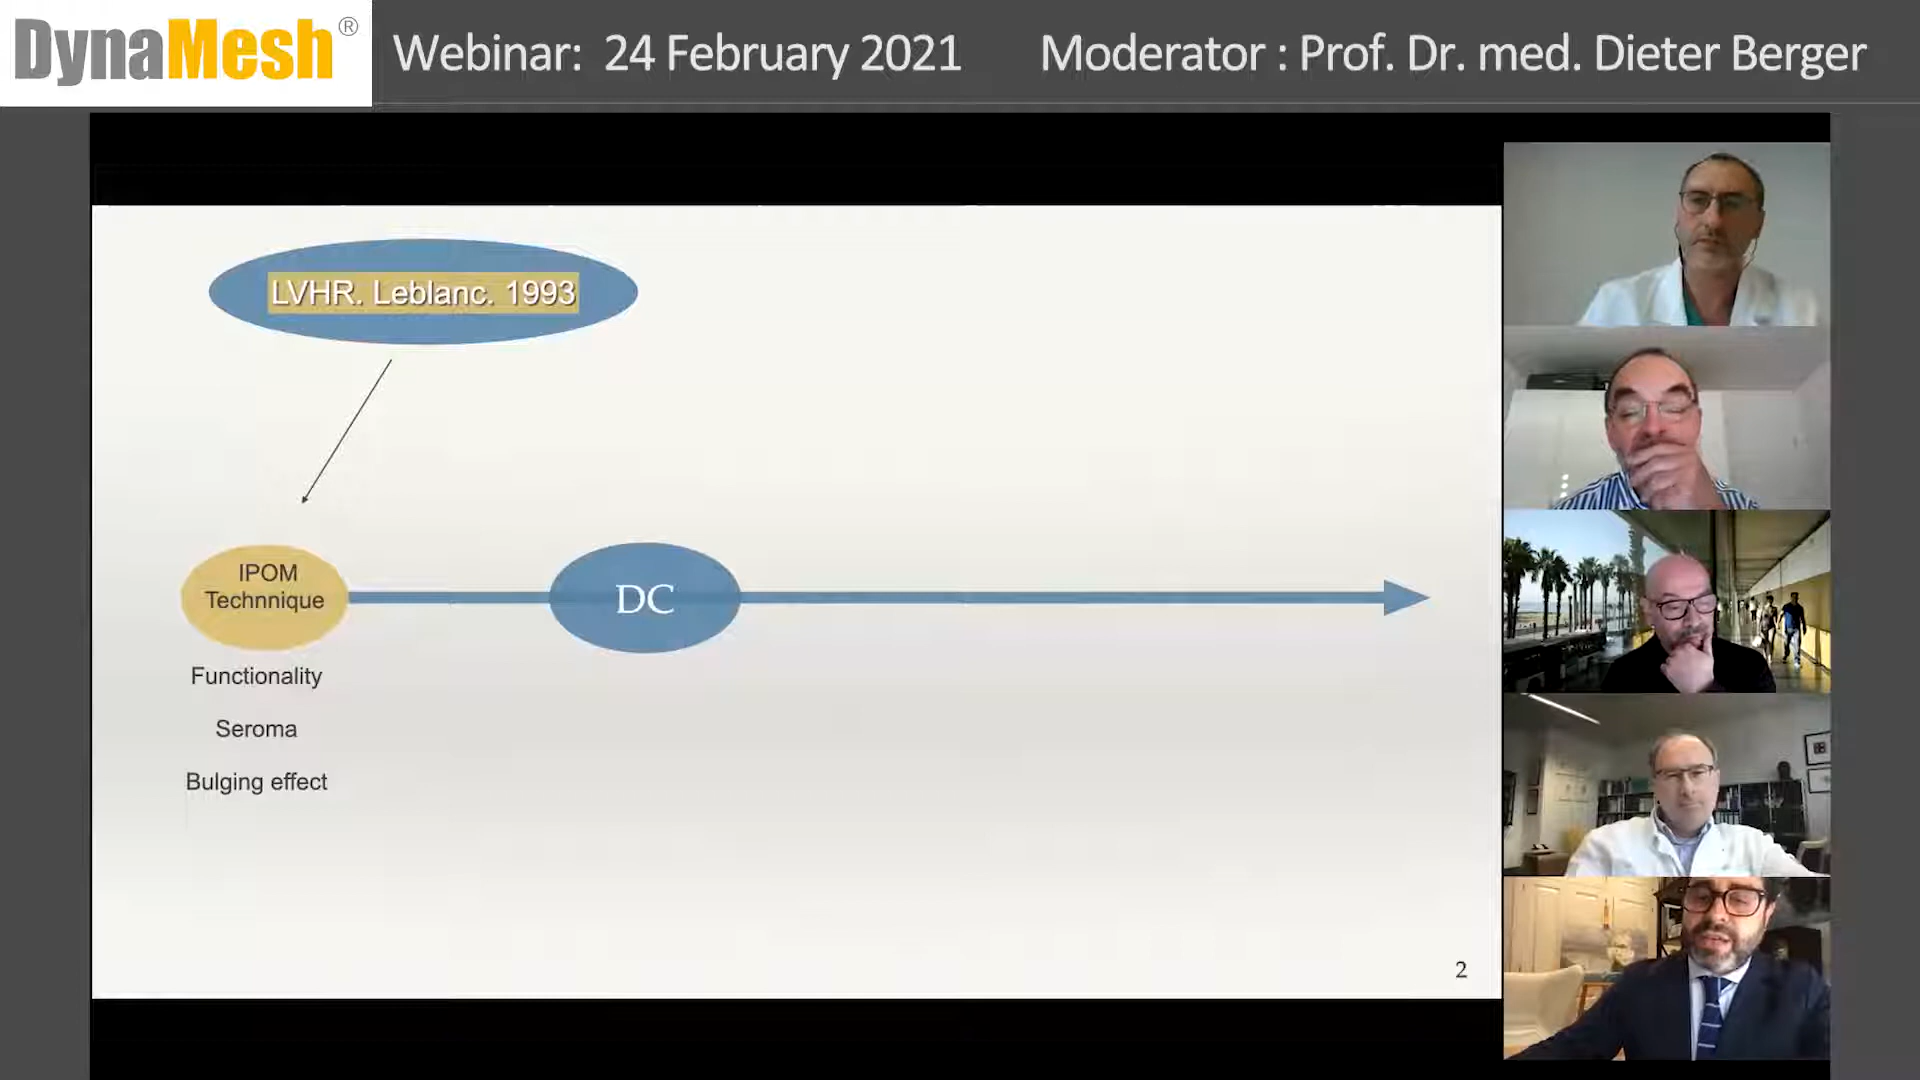 DynaMesh®
Webinar: 24 February 2021
Moderator : Prof. Dr. med. Dieter Berger
LVHR. Leblanc. 1993
IPOM
Technnique
DC
Functionality
Seroma
Bulging effect
2